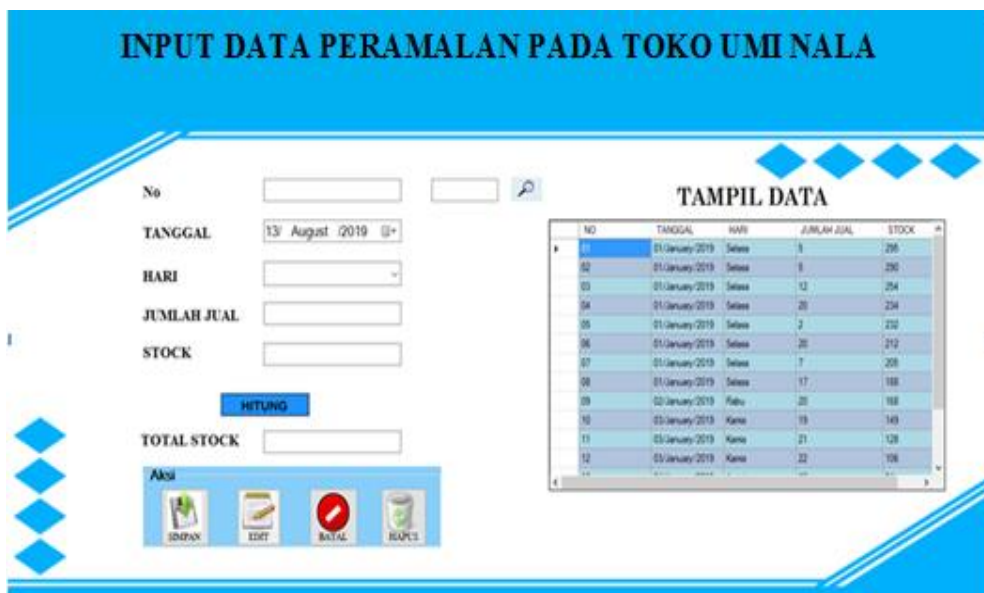 INPUT DATA PERAMALAN PADA TOKO UMI NALA
No
TANGGAL 13/ August /2019
HARI
JUMLAH JUAL
STOCK
HITUNG
TOTAL STOCK
Aksi
SIMPAN EDIT BATAL HAPUS
TAMPIL DATA
NO TANGGAL HARI JUMLAH JUAL STOCK
01 01/January/2019 Selasa 5 295
02 01/January/2019 Selasa 5 290
03 01/January/2019 Selasa 12 254
04 01/January/2019 Selasa 20 234
05 01/January/2019 Selasa 2 232
06 01/January/2019 Selasa 20 212
07 01/January/2019 Selasa 7 205
08 01/January/2019 Selasa 17 188
09 02/January/2019 Rabu 20 168
10 03/January/2019 Kamis 19 149
11 03/January/2019 Kamis 21 128
12 03/January/2019 Kamis 22 106